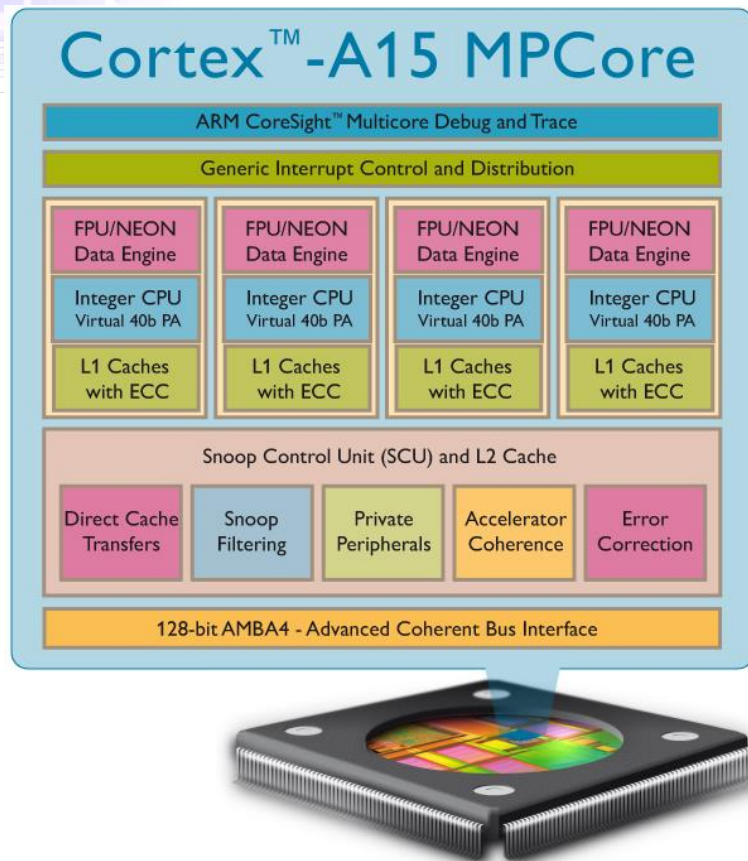 Cortex™-A15 MPCore
ARM CoreSight™ Multicore Debug and Trace
Generic Interrupt Control and Distribution
FPU/NEON
Data Engine
Integer CPU
Virtual 40b PA
L1 Caches
with ECC
FPU/NEON
Data Engine
Integer CPU
Virtual 40b PA
L1 Caches
with ECC
FPU/NEON
Data Engine
Integer CPU
Virtual 40b PA
L1 Caches
with ECC
FPU/NEON
Data Engine
Integer CPU
Virtual 40b PA
L1 Caches
with ECC
Snoop Control Unit (SCU) and L2 Cache
Direct Cache
Transfers
Snoop
Filtering
Private
Peripherals
Accelerator
Coherence
Error
Correction
128-bit AMBA4 - Advanced Coherent Bus Interface